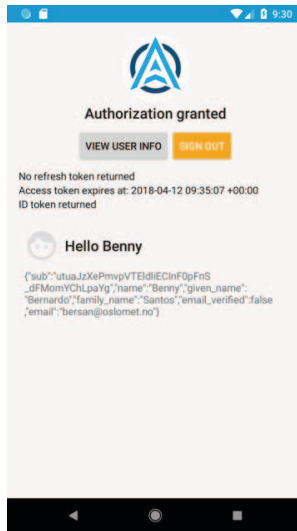 9:30
Authorization granted
VIEW USER INFO SIGN OUT
No refresh token returned
Access token expires at: 2018-04-12 09:35:07 +00:00
ID token returned
Hello Benny
{"sub":"utuaJzXePmvpVTEIdIiEClnF0pFnS
_dFMomYChLpaYg","name":"Benny","given_name":
"Bernardo","family_name":"Santos","email_verified":false
,"email":"bersan@oslomet.no"}